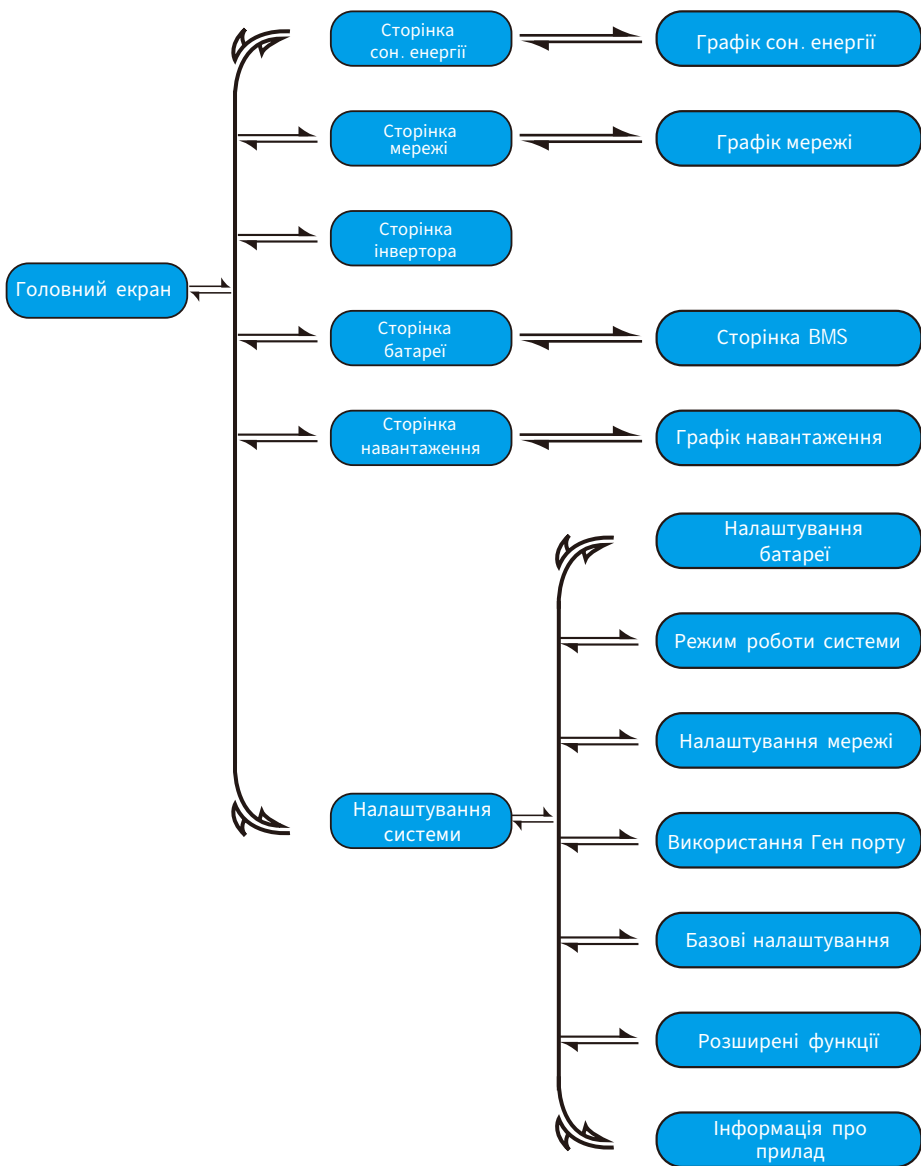 Сторінка
сон. енергії
Графік сон. енергії
Сторінка
мережі
Графік мережі
Сторінка
інвертора
Головний екран
Сторінка
батареї
Сторінка BMS
Сторінка
навантаження
Графік навантаження
Налаштування
батареї
Режим роботи системи
Налаштування мережі
Налаштування
системи
Використання Ген порту
Базові налаштування
Розширені функції
Інформація про
прилад